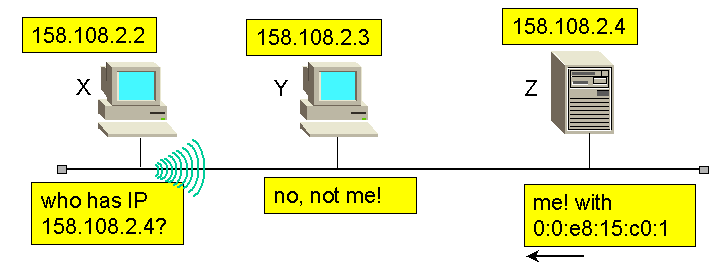 158.108.2.2
158.108.2.3
158.108.2.4
X
Y
Z
who has IP
158.108.2.4?
no, not me!
me! with
0:0:e8:15:c0:1